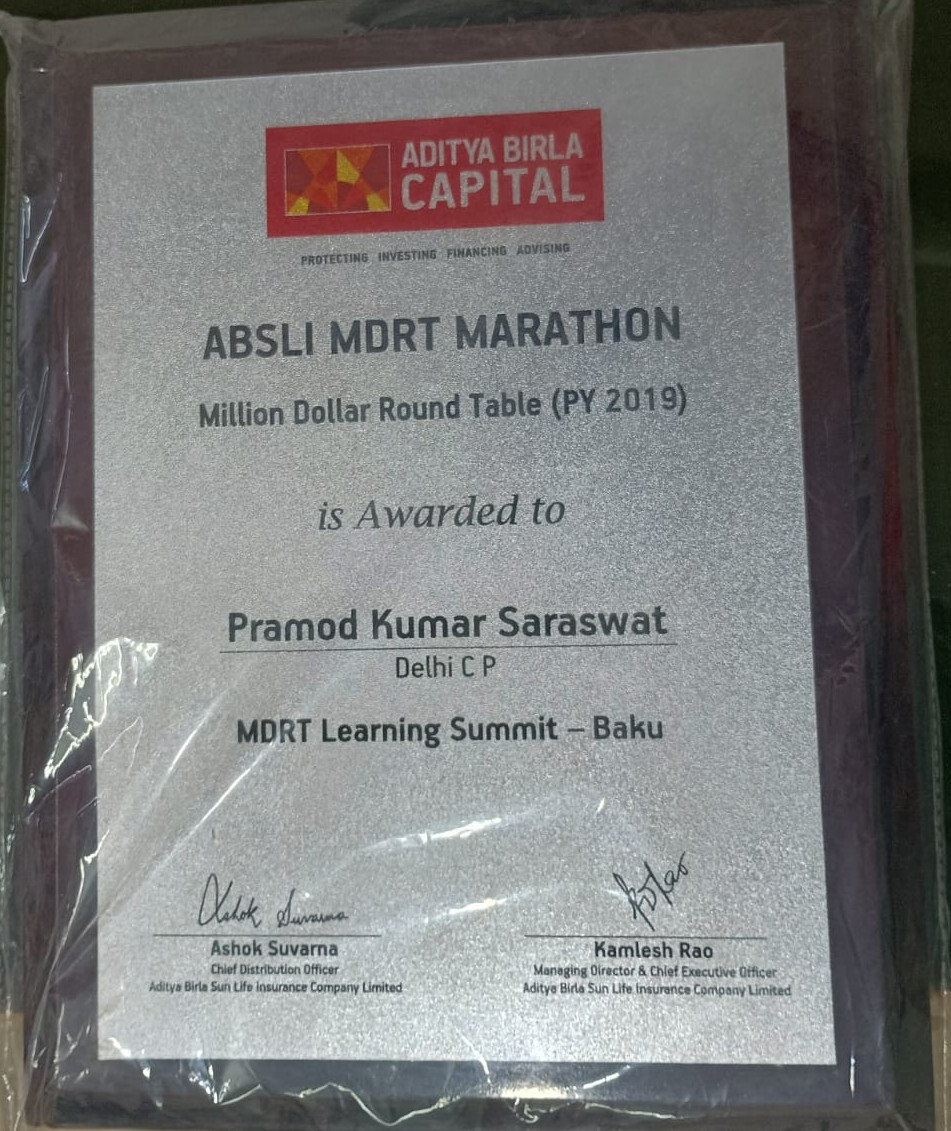 ADITYA BIRLA
CAPITAL
PROTECTING INVESTING FINANCING ADVISING
ABSLI MDRT MARATHON
Million Dollar Round Table (PY 2019)
is Awarded to
Pramod Kumar Saraswat
Delhi C P
MDRT Learning Summit – Baku
Ashok Suvarna
Ashok Suvarna
Chief Distribution Officer
Aditya Birla Sun Life Insurance Company Limited
Kamlesh Rao
Managing Director & Chief Executive Officer
Aditya Birla Sun Life Insurance Company Limited